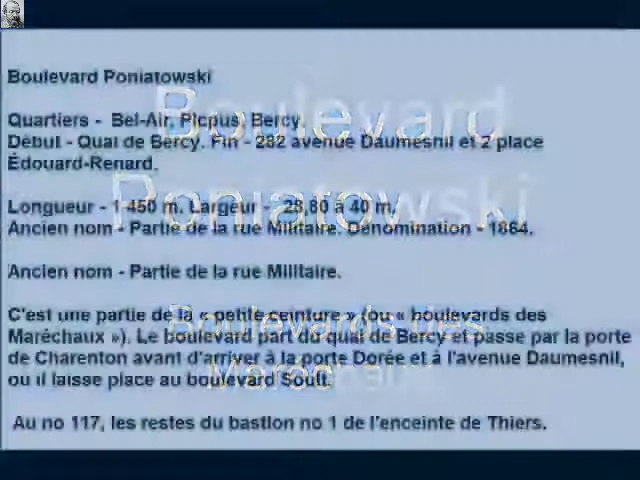 Boulevard Poniatowski
Boulevard
Quartiers - Bel-Air, Picpus, Bercy.
Début - Quai de Bercy. Fin - 282 avenue Daumesnil et 2 place
Édouard-Renard.
Poniatowski
Longueur - 1 450 m. Largeur - 28,80 à 40 m.
Ancien nom - Partie de la rue Militaire. Dénomination - 1864.
Ancien nom - Partie de la rue Militaire.
C'est une partie de la « petite ceinture » (ou « boulevards des
Boulevards des
Maréchaux »). Le boulevard part du quai de Bercy et passe par la porte
de Charenton avant d'arriver à la porte Dorée et à l'avenue Daumesnil,
Maréchaux
ou il laisse place au boulevard Soult.
Au no 117, les restes du bastion no 1 de l'enceinte de Thiers.